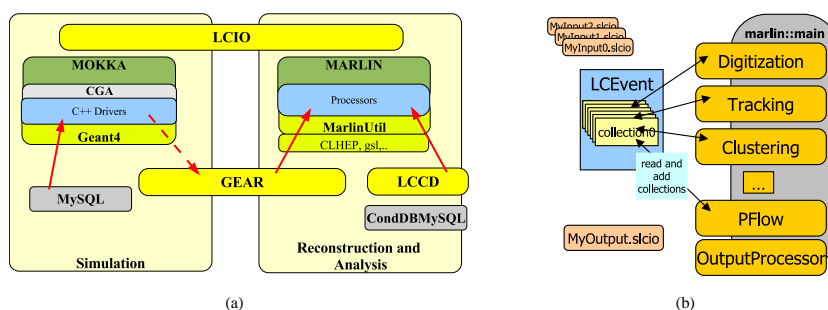 LCIO
MOKKA
CGA
C++ Drivers
Geant4
MARLIN
Processors
MarlinUtil
CLHEP, gsl,..
GEAR
LCCD
MySQL
CondDBMySQL
Simulation
Reconstruction and
Analysis
(a)
MyInput2.slcio
MyInput1.slcio
MyInput0.slcio
marlin::main
LCEvent
collection0
read and
add
collections
Digitization
Tracking
Clustering
...
PFlow
OutputProcessor
MyOutput.slcio
(b)